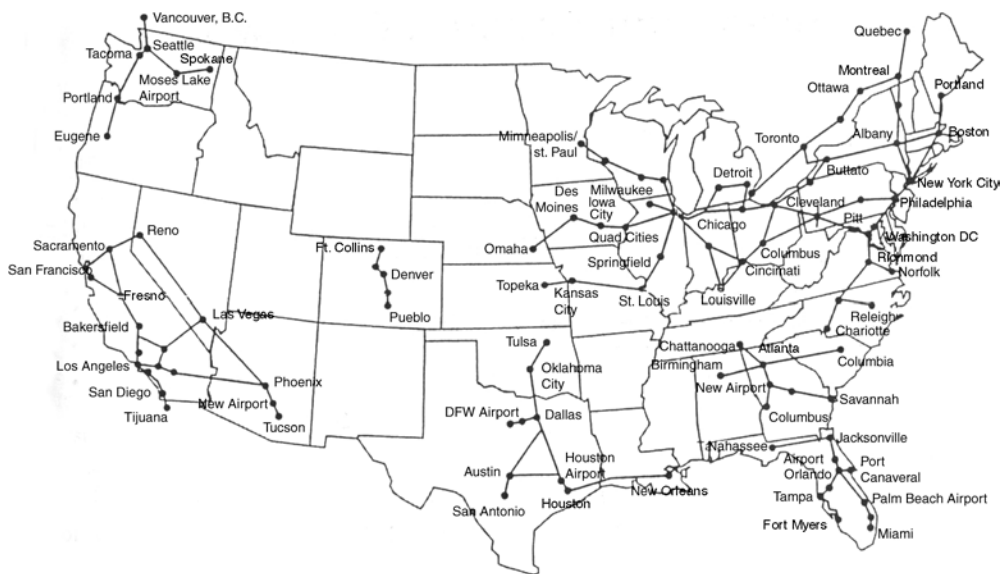 Vancouver, B.C.
Seattle
Tacoma
Spokane
Moses Lake
Airport
Portland
Eugene
Quebec
Montreal
Ottawa
Portland
Toronto
Albany
Boston
Buttato
New York City
Mimneapolis/
st. Paul
Detroit
Milwaukee
Des
Moines
Iowa
City
Cleveland
Philadelphia
Chicago
Pitt
Washington DC
Quad Cities
Omaha
Columbus
Richmond
Springfield
Cincinati
Norfolk
Topeka
Kansas
City
St. Louis
Louisville
Releigh
Chariotte
Reno
Sacramento
San Francisco
Fresno
Ft. Collins
Denver
Pueblo
Las Vegas
Bakersfield
Los Angeles
San Diego
Tijuana
Phoenix
New Airport
Tucson
Tulsa
Oklahoma
City
DFW Airport
Dallas
Austin
Houston
Airport
San Antonio
Houston
New Orleans
Chattanooga
Atlanta
Birmingham
Columbia
New Airport
Savannah
Columbus
Nahassee
Jacksonville
Airport
Orlando
Port
Canaveral
Tampa
Palm Beach Airport
Fort Myers
Miami